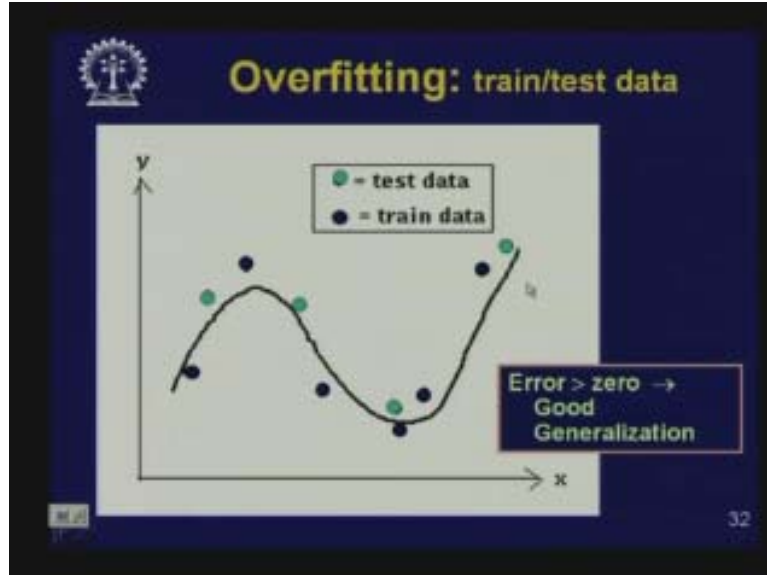 Overfitting: train/test data
y
= test data
= train data
Error > zero →
Good
Generalization
x
32